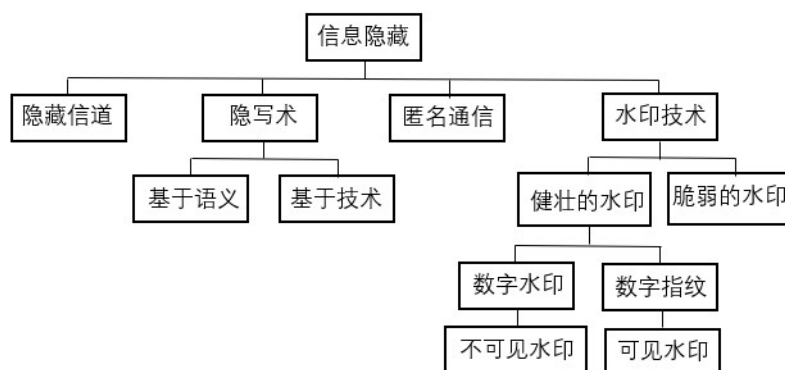 信息隐藏
隐藏信道
隐写术
匿名通信
水印技术
基于语义
基于技术
健壮的水印
脆弱的水印
数字水印
数字指纹
不可见水印
可见水印